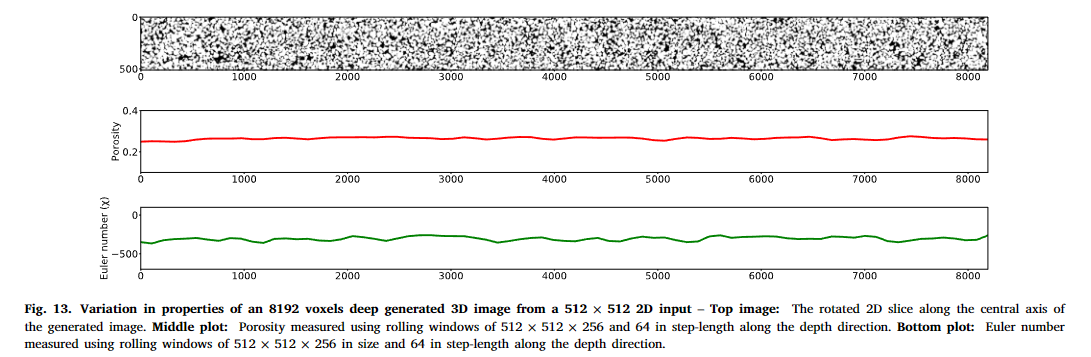 0
500
0 1000 2000 3000 4000 5000 6000 7000 8000
0.4
Porosity
0.2
0 1000 2000 3000 4000 5000 6000 7000 8000
Euler number (χ)
0
−500
0 1000 2000 3000 4000 5000 6000 7000 8000
Fig. 13. Variation in properties of an 8192 voxels deep generated 3D image from a 512 × 512 2D input – Top image: The rotated 2D slice along the central axis of
the generated image. Middle plot: Porosity measured using rolling windows of 512 × 512 × 256 and 64 in step-length along the depth direction. Bottom plot: Euler number
measured using rolling windows of 512 × 512 × 256 in size and 64 in step-length along the depth direction.